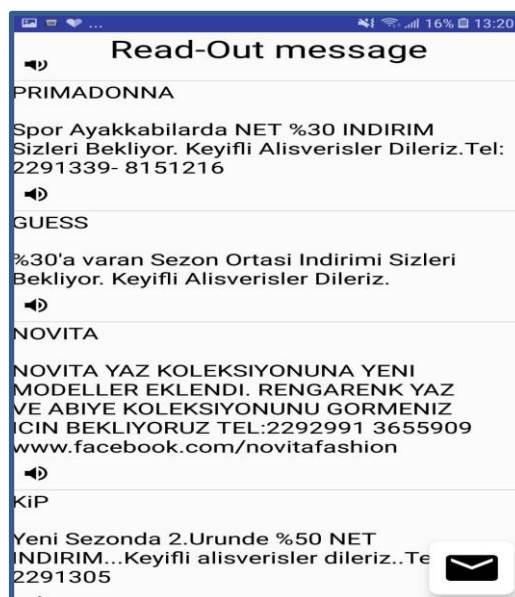 ... 16% 13:20
Read-Out message
PRIMADONNA
Spor Ayakkabilarda NET %30 INDIRIM
Sizleri Bekliyor. Keyifli Alisverisler Dileriz.Tel:
2291339- 8151216
GUESS
%30'a varan Sezon Ortasi Indirimi Sizleri
Bekliyor. Keyifli Alisverisler Dileriz.
NOVITA
NOVITA YAZ KOLEKSIYONUNA YENI
MODELLER EKLENDI. RENGARENK YAZ
VE ABIYE KOLEKSIYONUNU GORMENIZ
ICIN BEKLIYORUZ TEL:2292991 3655909
www.facebook.com/novitafashion
KiP
Yeni Sezonda 2.Urunde %50 NET
INDIRIM...Keyifli alisverisler dileriz..Te
2291305